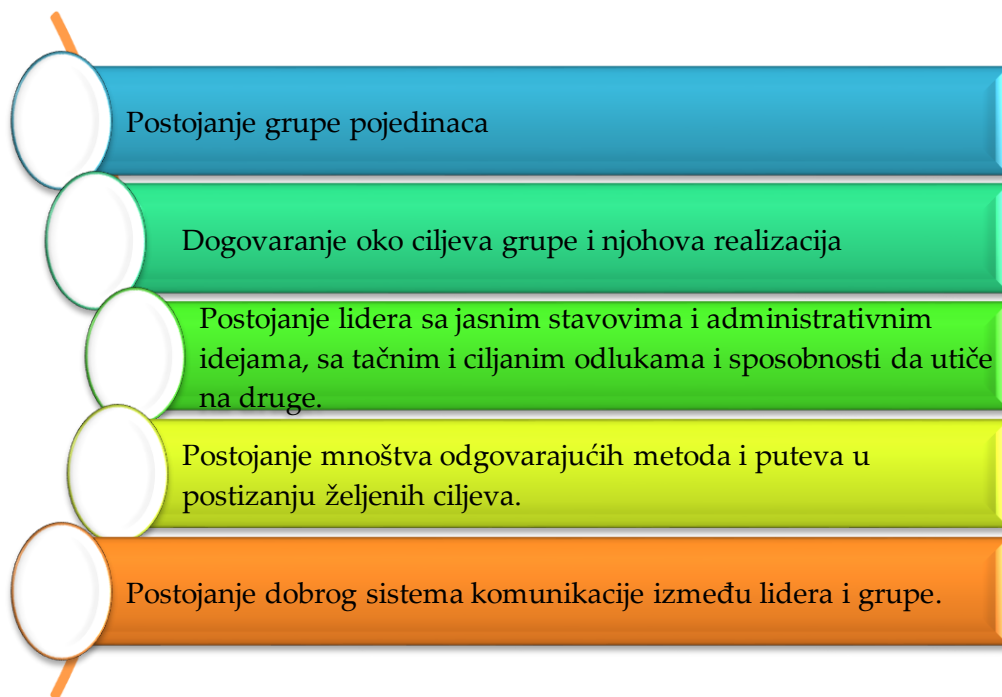 Postojanje grupe pojedinaca
Dogovaranje oko ciljeva grupe i njohova realizacija
Postojanje lidera sa jasnim stavovima i administrativnim
idejama, sa tačnim i ciljanim odlukama i sposobnosti da utiče
na druge.
Postojanje mnoštva odgovarajućih metoda i puteva u
postizanju željenih ciljeva.
Postojanje dobrog sistema komunikacije između lidera i grupe.